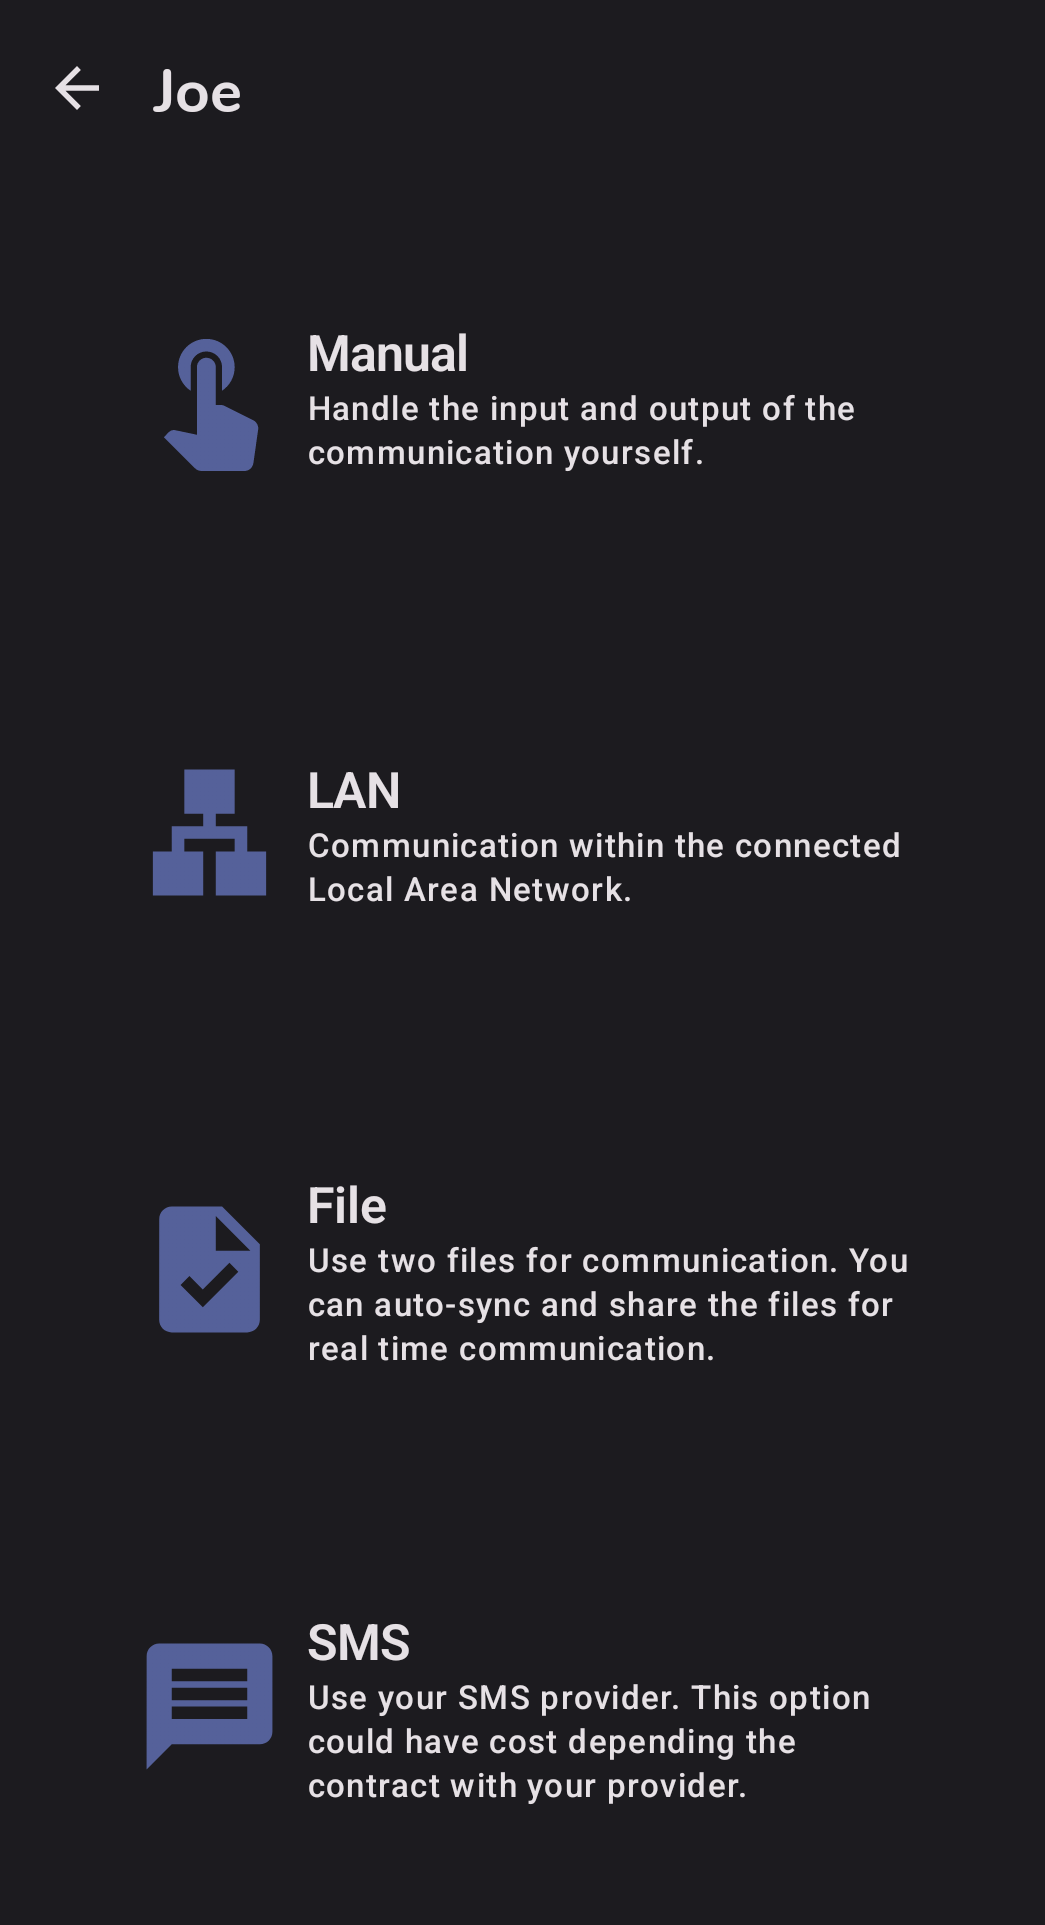 Joe
Manual
Handle the input and output of the
communication yourself.
LAN
Communication within the connected
Local Area Network.
File
Use two files for communication. You
can auto-sync and share the files for
real time communication.
SMS
Use your SMS provider. This option
could have cost depending the
contract with your provider.